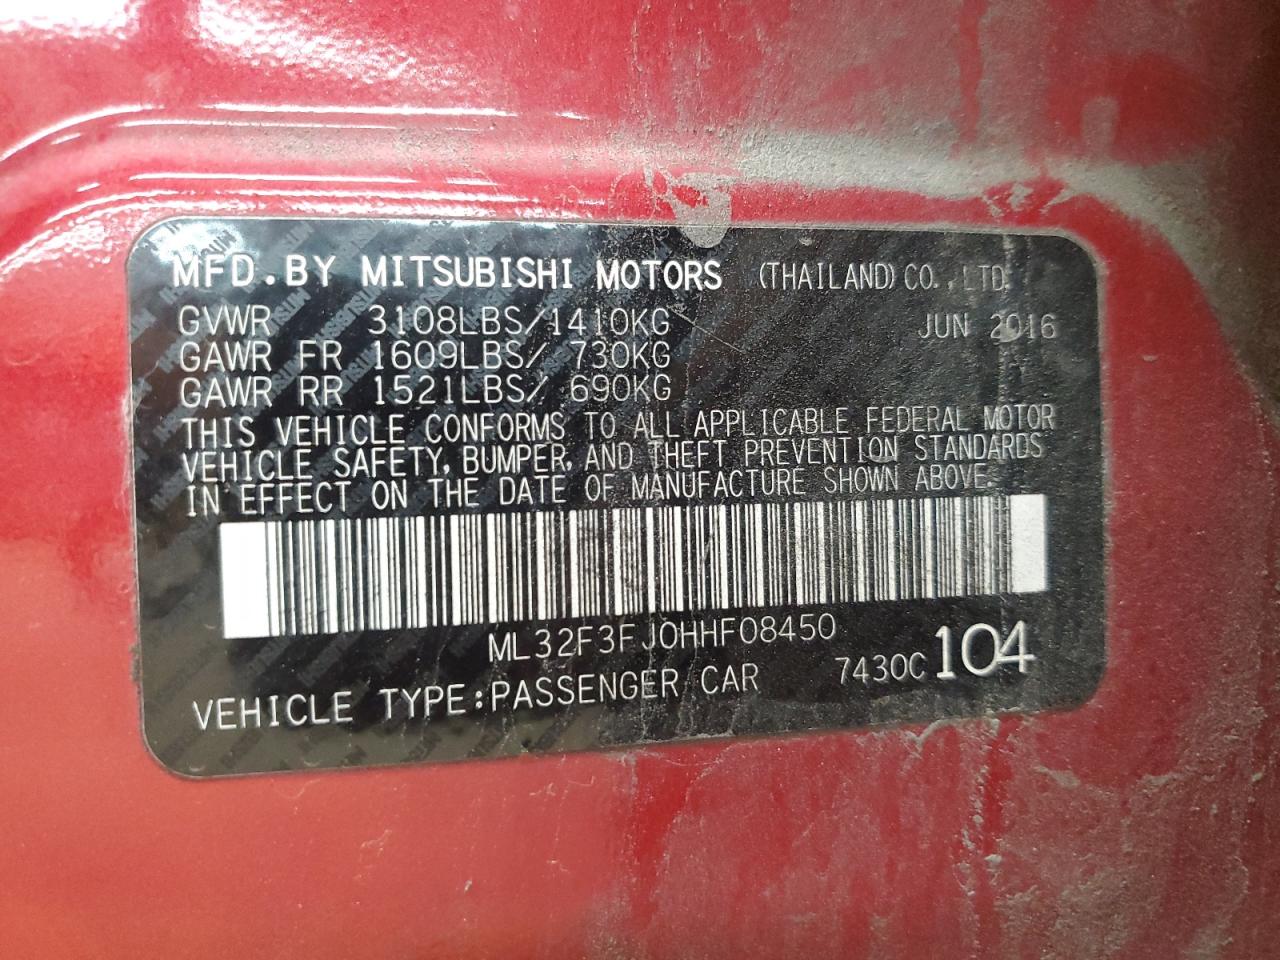 MFD.BY MITSUBISHI MOTORS (THAILAND)CO.,LTD.
GVWR 3108LBS/1410KG JUN 2016
GAWR FR 1609LBS/ 730KG
GAWR RR 1521LBS/ 690KG
THIS VEHICLE CONFORMS TO ALL APPLICABLE FEDERAL MOTOR
VEHICLE SAFETY, BUMPER, AND THEFT PREVENTION STANDARDS
IN EFFECT ON THE DATE OF MANUFACTURE SHOWN ABOVE.
ML32F3FJ0HHF08450
VEHICLE TYPE:PASSENGER CAR 7430C 104